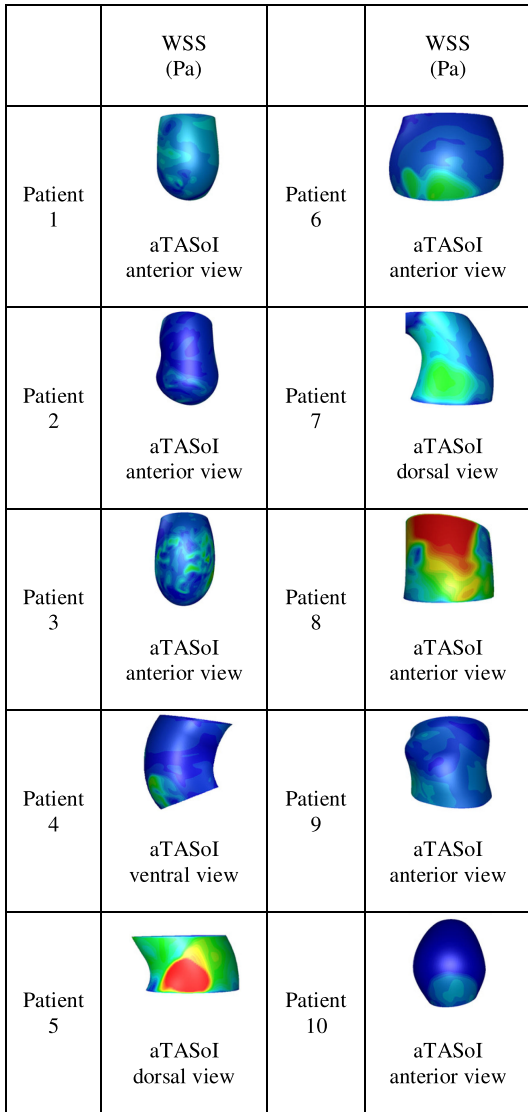 WSS
(Pa)
WSS
(Pa)
Patient
1
aTASoI
anterior view
Patient
6
aTASoI
anterior view
Patient
2
aTASoI
anterior view
Patient
7
aTASoI
dorsal view
Patient
3
aTASoI
anterior view
Patient
8
aTASoI
anterior view
Patient
4
aTASoI
ventral view
Patient
9
aTASoI
anterior view
Patient
5
aTASoI
dorsal view
Patient
10
aTASoI
anterior view